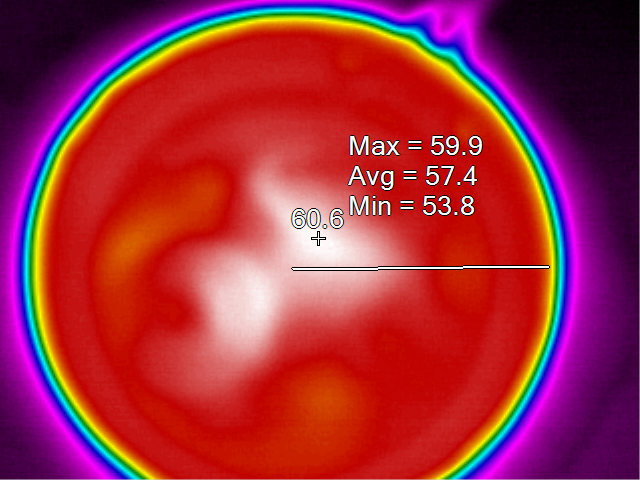 Max = 59.9
Avg = 57.4
Min = 53.8
60.6